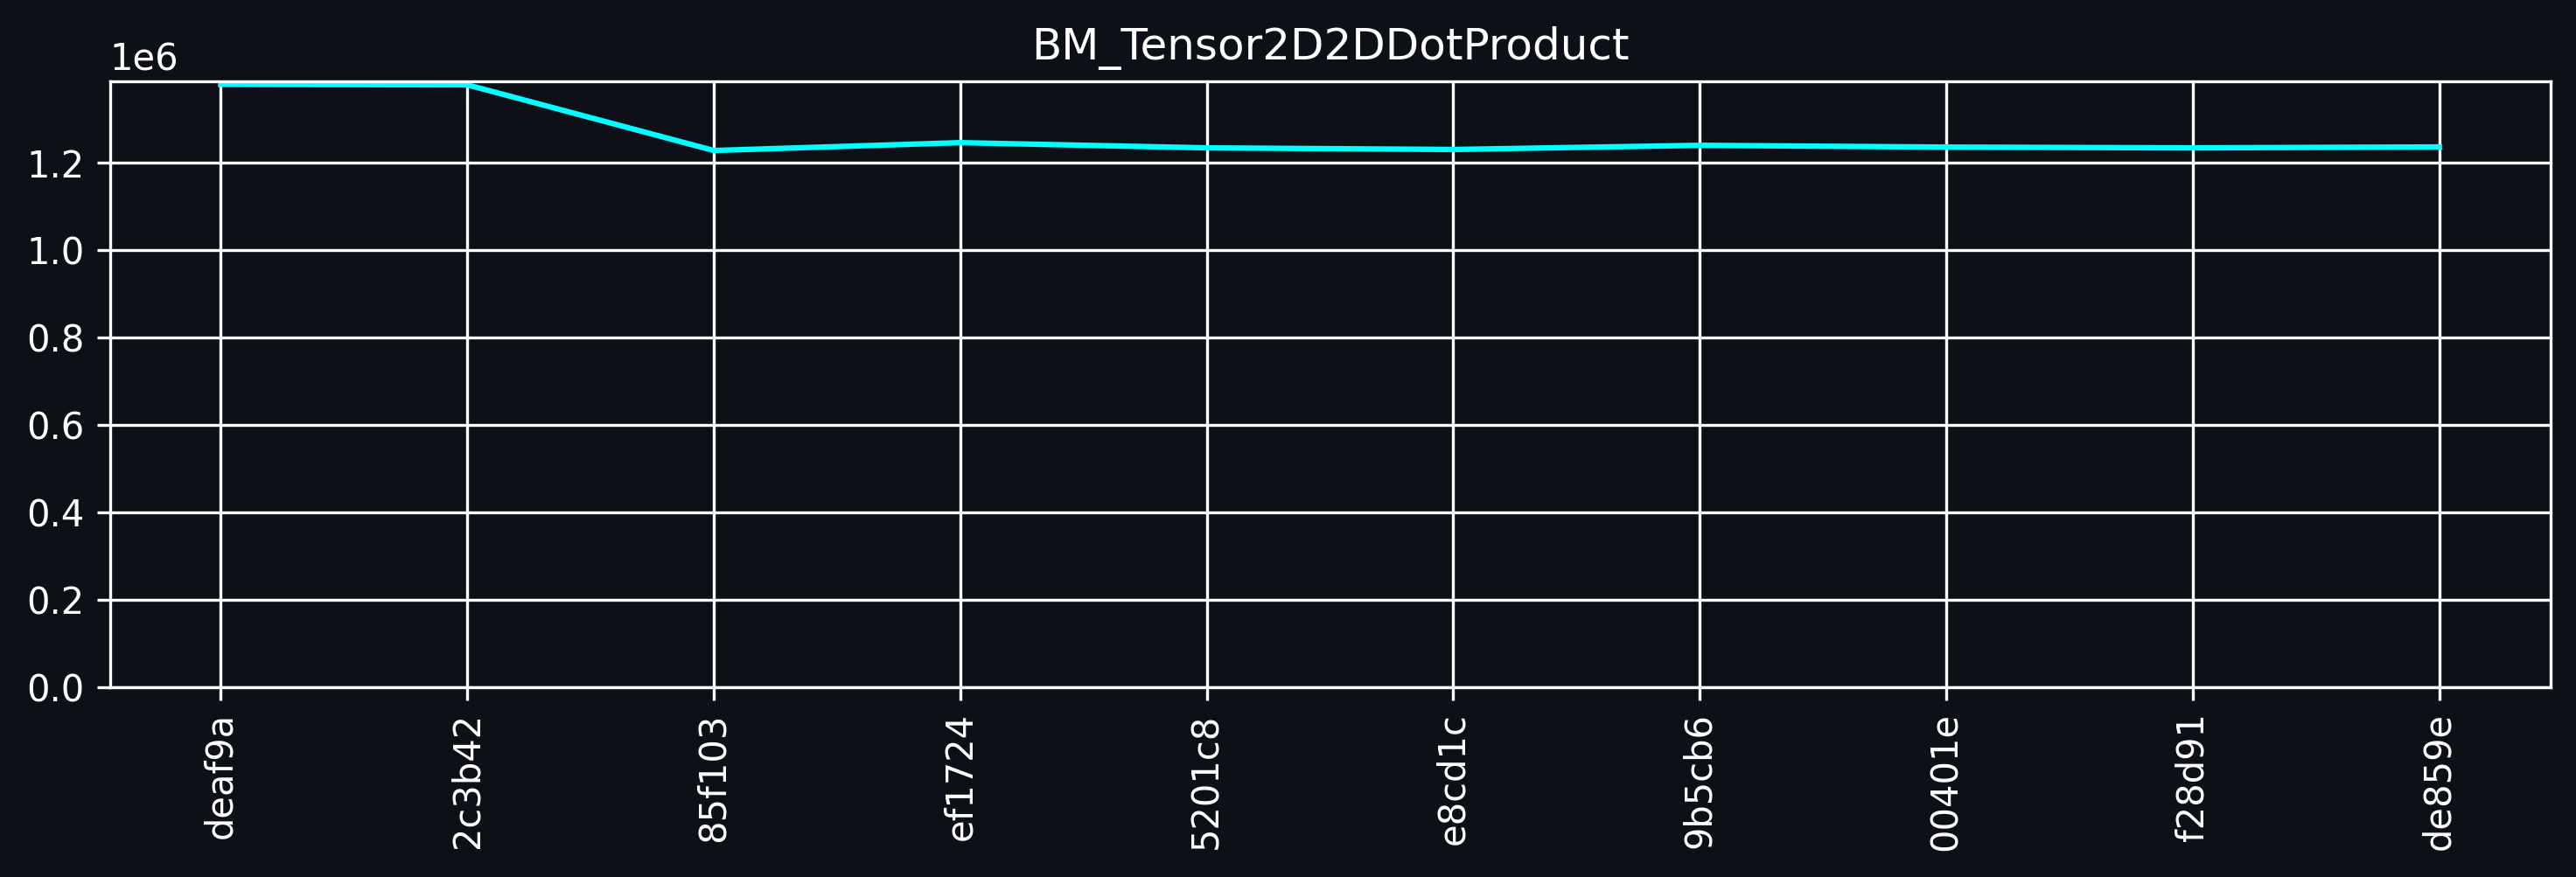 BM_Tensor2D2DDotProduct
1e6
1.2
1.0
0.8
0.6
0.4
0.2
0.0
deaf9a
2c3b42
85f103
ef1724
5201c8
e8cd1c
9b5cb6
00401e
f28d91
de859e